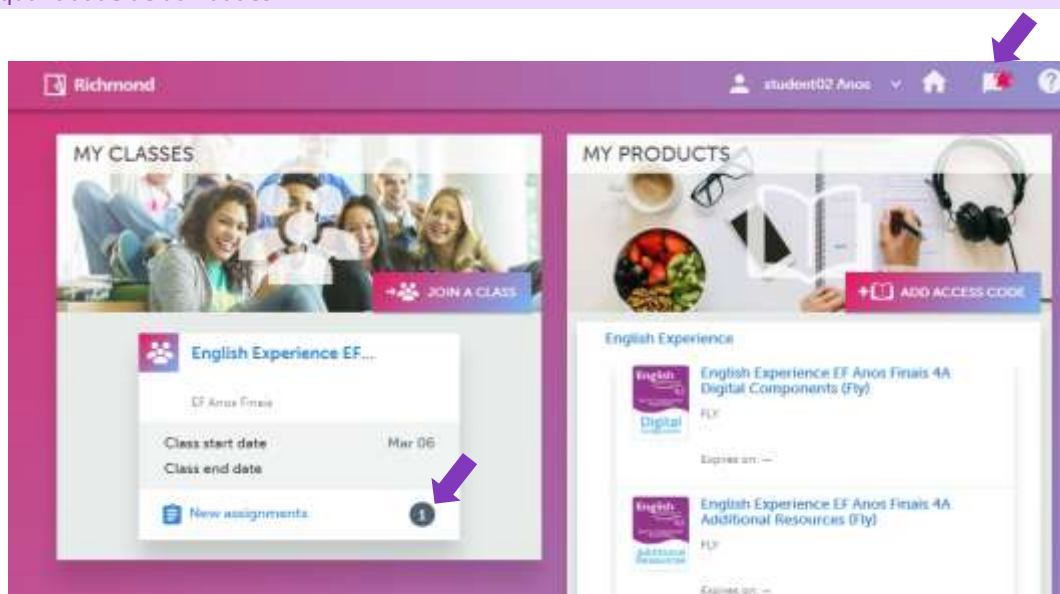 Richmond
student02 Anos
MY CLASSES
JOIN A CLASS
English Experience EF...
EF Anos Finais
Class start date Mar 06
Class end date
New assignments 1
MY PRODUCTS
ADD ACCESS CODE
English Experience
English
Digital
English Experience EF Anos Finais 4A
Digital Components (Fly)
FLY
Expires on: —
English
Additional
Resources
English Experience EF Anos Finais 4A
Additional Resources (Fly)
FLY
Expires on: —